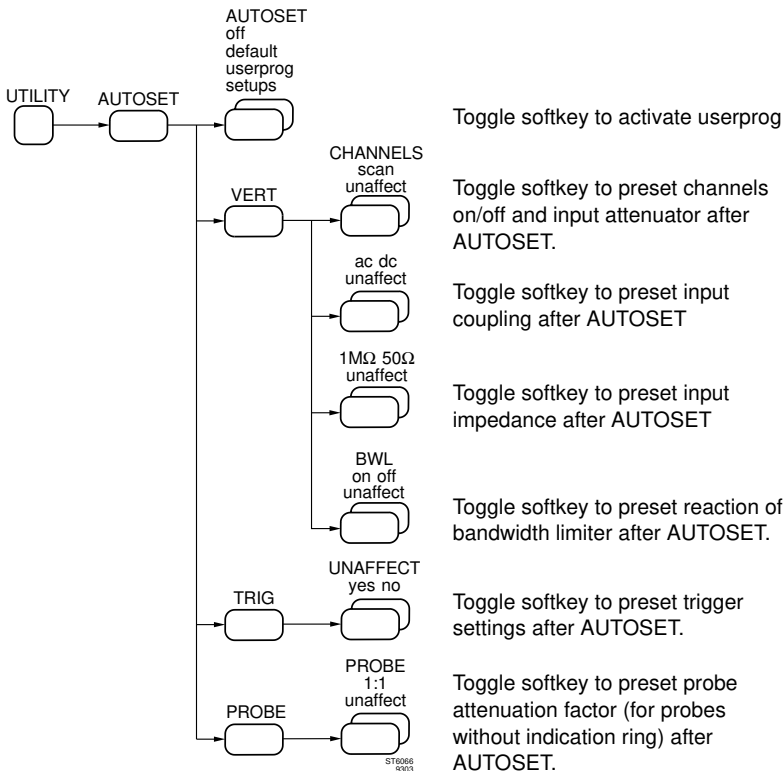 AUTOSET
off
default
userprog
setups
UTILITY
AUTOSET
Toggle softkey to activate userprog
CHANNELS
scan
unaffect
VERT
Toggle softkey to preset channels
on/off and input attenuator after
AUTOSET.
ac dc
unaffect
Toggle softkey to preset input
coupling after AUTOSET
1MΩ 50Ω
unaffect
Toggle softkey to preset input
impedance after AUTOSET
BWL
on off
unaffect
Toggle softkey to preset reaction of
bandwidth limiter after AUTOSET.
UNAFFECT
yes no
TRIG
Toggle softkey to preset trigger
settings after AUTOSET.
PROBE
1:1
unaffect
PROBE
Toggle softkey to preset probe
attenuation factor (for probes
without indication ring) after
AUTOSET.
ST6066
9303